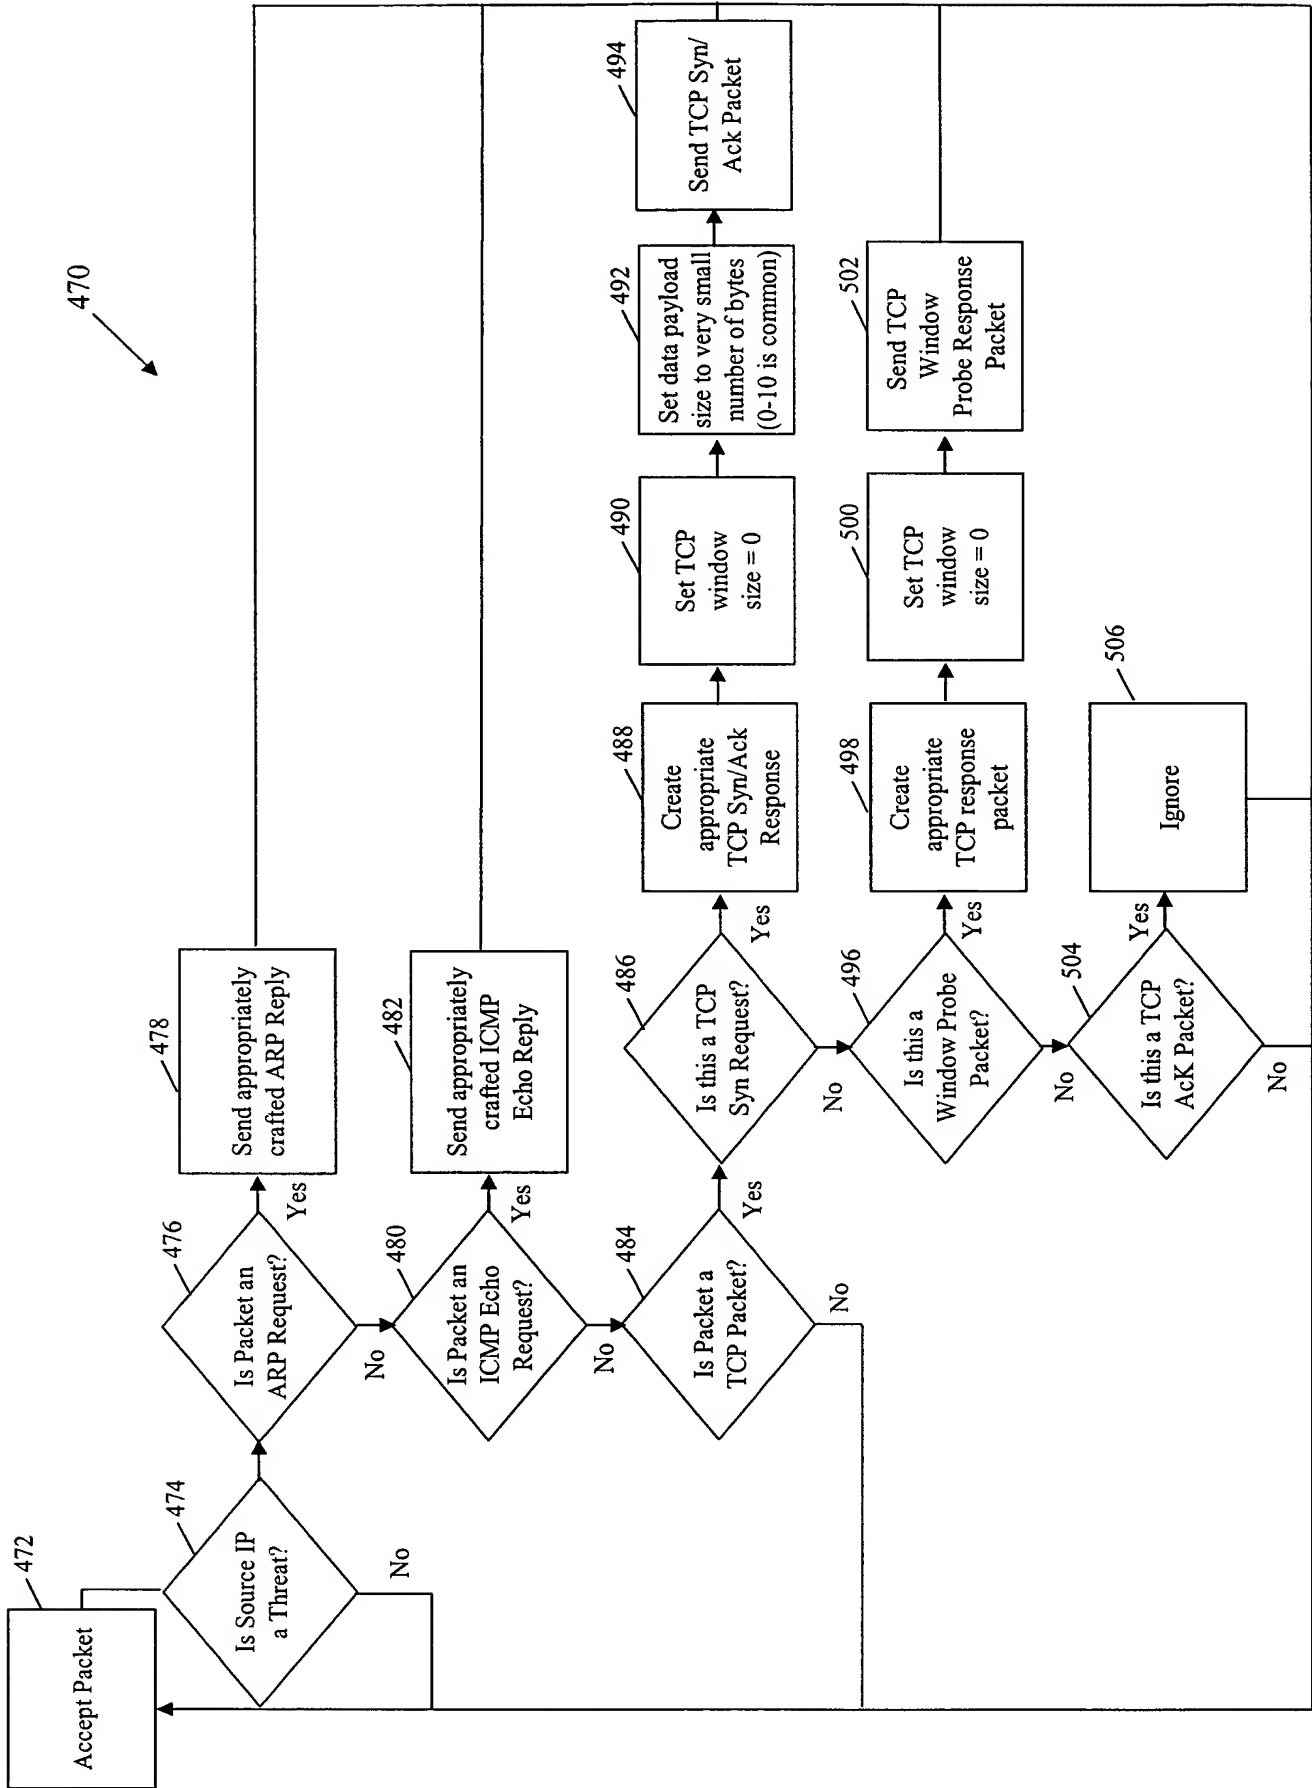 470
472
Accept Packet
474
Is Source IP
a Threat?
No
476
Is Packet an
ARP Request?
Yes
No
478
Send appropriately
crafted ARP Reply
480
Is Packet an
ICMP Echo
Request?
Yes
No
482
Send appropriately
crafted ICMP
Echo Reply
484
Is Packet a
TCP Packet?
Yes
No
486
Is this a TCP
Syn Request?
Yes
No
488
Create
appropriate
TCP Syn/Ack
Response
490
Set TCP
window
size = 0
492
Set data payload
size to very small
number of bytes
(0-10 is common)
494
Send TCP Syn/
Ack Packet
496
Is this a
Window Probe
Packet?
Yes
No
498
Create
appropriate
TCP response
packet
500
Set TCP
window
size = 0
502
Send TCP
Window
Probe Response
Packet
504
Is this a TCP
AcK Packet?
Yes
No
506
Ignore